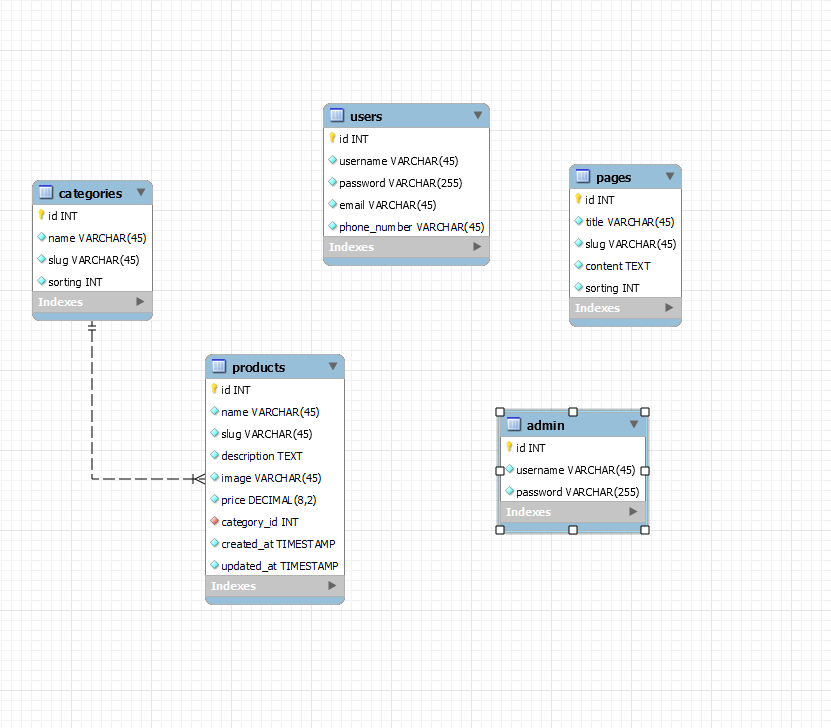 users
id INT
username VARCHAR(45)
password VARCHAR(255)
email VARCHAR(45)
phone_number VARCHAR(45)
Indexes
pages
id INT
title VARCHAR(45)
slug VARCHAR(45)
content TEXT
sorting INT
Indexes
categories
id INT
name VARCHAR(45)
slug VARCHAR(45)
sorting INT
Indexes
products
id INT
name VARCHAR(45)
slug VARCHAR(45)
description TEXT
image VARCHAR(45)
price DECIMAL(8,2)
category_id INT
created_at TIMESTAMP
updated_at TIMESTAMP
Indexes
admin
id INT
username VARCHAR(45)
password VARCHAR(255)
Indexes